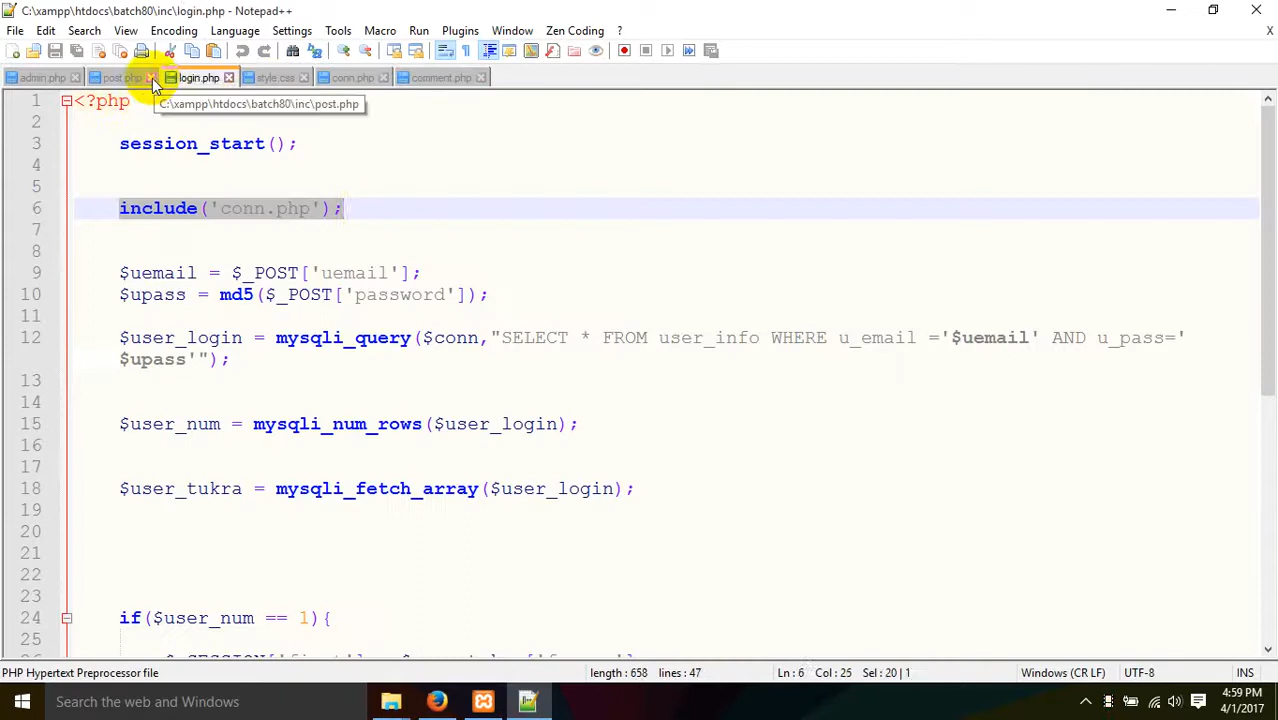 C:\xampp\htdocs\batch80\inc\login.php - Notepad++
File Edit Search View Encoding Language Settings Tools Macro Run Plugins Window Zen Coding ?
admin.php post.php login.php style.css conn.php comment.php
C:\xampp\htdocs\batch80\inc\post.php
1 <?php
2
3 session_start();
4
5
6 include('conn.php');
7
8
9 $uemail = $_POST['uemail'];
10 $upass = md5($_POST['password']);
11
12 $user_login = mysqli_query($conn,"SELECT * FROM user_info WHERE u_email ='$uemail' AND u_pass='
$upass'");
13
14
15 $user_num = mysqli_num_rows($user_login);
16
17
18 $user_tukra = mysqli_fetch_array($user_login);
19
20
21
22
23
24 if($user_num == 1){
25
PHP Hypertext Preprocessor file length : 658 lines : 47 Ln : 6 Col : 25 Sel : 20 | 1 Windows (CR LF) UTF-8 INS
Search the web and Windows
4:59 PM
4/1/2017